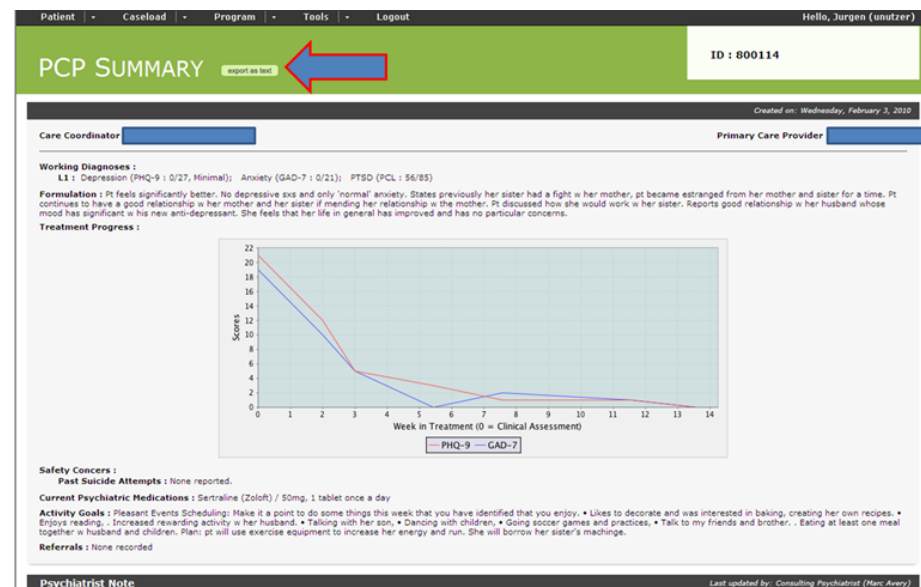 Patient | - Caseload | - Program | - Tools | - Logout Hello, Jurgen (unutzer)
PCP SUMMARY export as text
ID : 800114
Created on: Wednesday, February 3, 2010
Care Coordinator Primary Care Provider
Working Diagnoses :
L1 : Depression (PHQ-9 : 0/27, Minimal); Anxiety (GAD-7 : 0/21); PTSD (PCL : 56/85)
Formulation : Pt feels significantly better. No depressive sxs and only 'normal' anxiety. States previously her sister had a fight w her mother, pt became estranged from her mother and sister for a time. Pt
continues to have a good relationship w her mother and her sister if mending her relationship w the mother. Pt discussed how she would work w her sister. Reports good relationship w her husband whose
mood has significant w his new anti-depressant. She feels that her life in general has improved and has no particular concerns.
Treatment Progress :
22
20
18
16
14
12
10
8
6
4
2
0
Scores
0 1 2 3 4 5 6 7 8 9 10 11 12 13 14
Week in Treatment (0 = Clinical Assessment)
PHQ-9 GAD-7
Safety Concers :
Past Suicide Attempts : None reported.
Current Psychiatric Medications : Sertraline (Zoloft) / 50mg, 1 tablet once a day
Activity Goals : Pleasant Events Scheduling: Make it a point to do some things this week that you have identified that you enjoy. • Likes to decorate and was interested in baking, creating her own recipes. •
Enjoys reading, . Increased rewarding activity w her husband. • Talking with her son, • Dancing with children, • Going soccer games and practices, • Talk to my friends and brother. . Eating at least one meal
together w husband and children. Plan: pt will use exercise equipment to increase her energy and run. She will borrow her sister's machinge.
Referrals : None recorded
Psychiatrist Note Last updated by: Consulting Psychiatrist (Marc Avery)